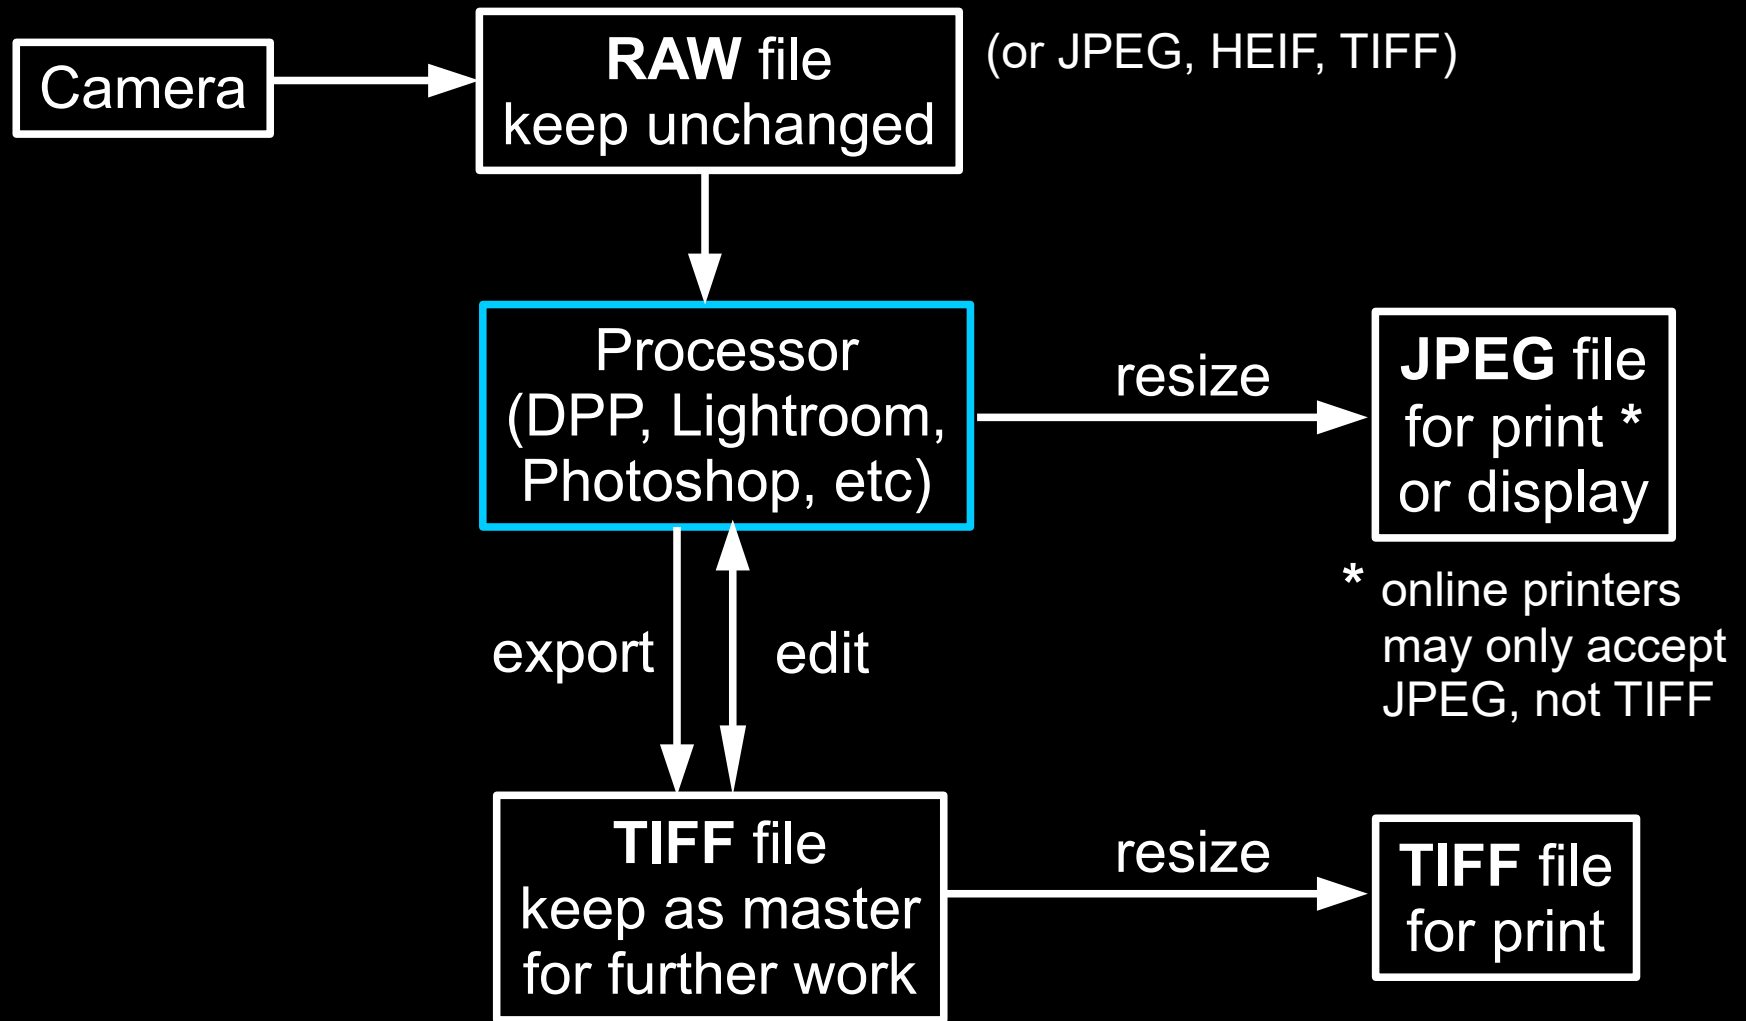 Camera
RAW file
keep unchanged
(or JPEG, HEIF, TIFF)
Processor
(DPP, Lightroom,
Photoshop, etc)
resize
JPEG file
for print *
or display
* online printers
may only accept
JPEG, not TIFF
export
edit
TIFF file
keep as master
for further work
resize
TIFF file
for print